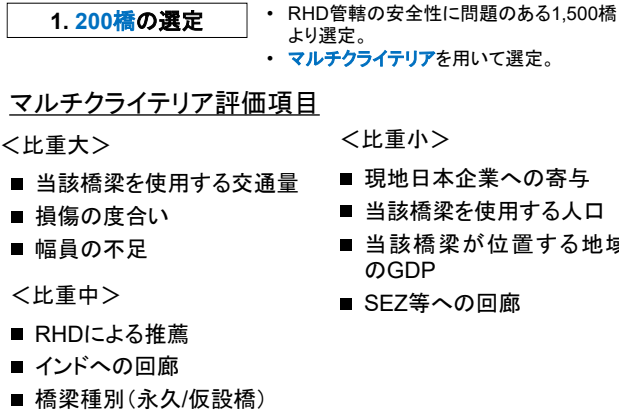 1. 200橋の選定
• RHD管轄の安全性に問題のある1,500橋
より選定。
• マルチクライテリアを用いて選定。
マルチクライテリア評価項目
＜比重大＞
■ 当該橋梁を使用する交通量
■ 損傷の度合い
■ 幅員の不足
＜比重中＞
■ RHDによる推薦
■ インドへの回廊
■ 橋梁種別（永久/仮設橋）
＜比重小＞
■ 現地日本企業への寄与
■ 当該橋梁を使用する人口
■ 当該橋梁が位置する地域
のGDP
■ SEZ等への回廊